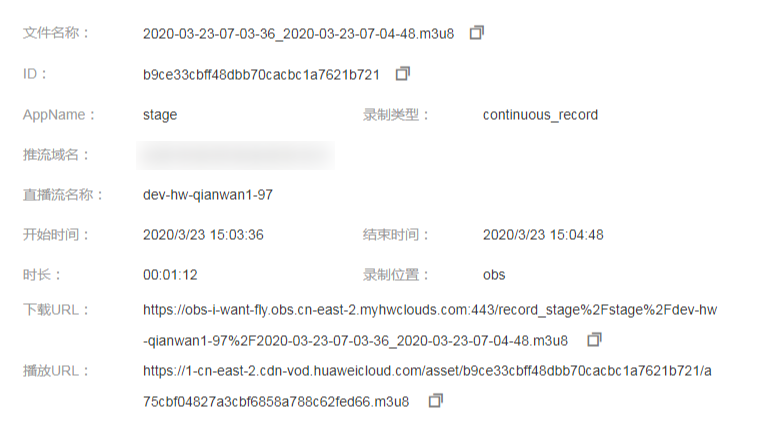 文件名称： 2020-03-23-07-03-36_2020-03-23-07-04-48.m3u8
ID： b9ce33cbff48dbb70cacbc1a7621b721
AppName： stage 录制类型： continuous_record
推流域名：
直播流名称： dev-hw-qianwan1-97
开始时间： 2020/3/23 15:03:36 结束时间： 2020/3/23 15:04:48
时长： 00:01:12 录制位置： obs
下载URL： https://obs-i-want-fly.obs.cn-east-2.myhwclouds.com:443/record_stage%2Fstage%2Fdev-hw
-qianwan1-97%2F2020-03-23-07-03-36_2020-03-23-07-04-48.m3u8
播放URL： https://1-cn-east-2.cdn-vod.huaweicloud.com/asset/b9ce33cbff48dbb70cacbc1a7621b721/a
75cbf04827a3cbf6858a788c62fed66.m3u8